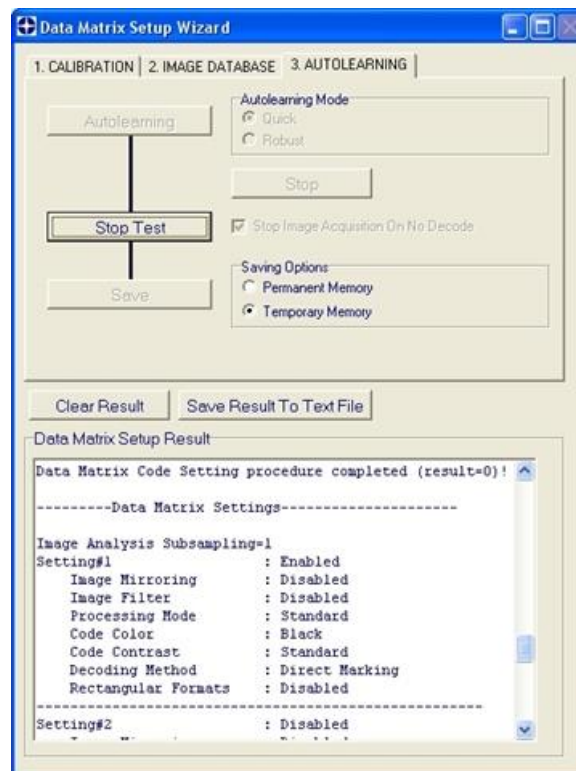 Data Matrix Setup Wizard
1. CALIBRATION 2. IMAGE DATABASE 3. AUTOLEARNING
Autolearning
Autolearning Mode
Quick
Robust
Stop
Stop Test
Stop Image Acquisition On No Decode
Save
Saving Options
Permanent Memory
Temporary Memory
Clear Result Save Result To Text File
Data Matrix Setup Result
Data Matrix Code Setting procedure completed (result=0)!
---------Data Matrix Settings---------------------
Image Analysis Subsampling=1
Setting#1 : Enabled
Image Mirroring : Disabled
Image Filter : Disabled
Processing Mode : Standard
Code Color : Black
Code Contrast : Standard
Decoding Method : Direct Marking
Rectangular Formats : Disabled
------------------------------------------------------
Setting#2 : Disabled